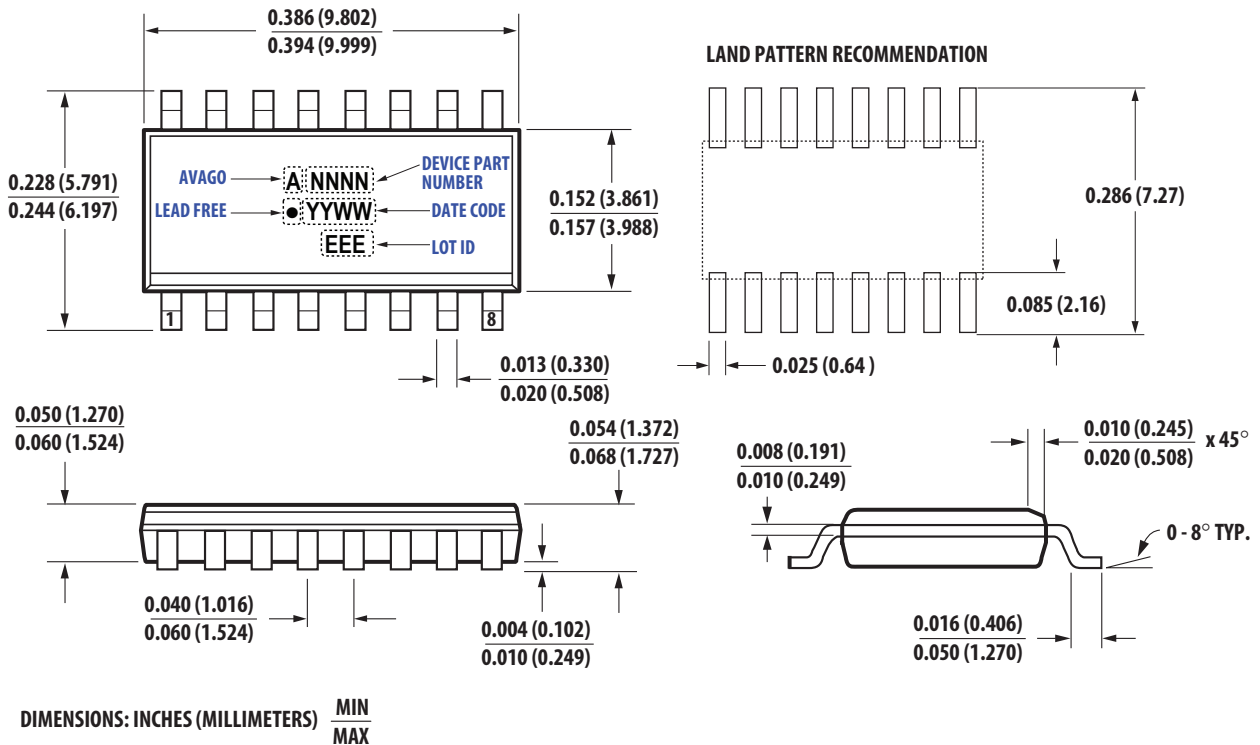 0.386 (9.802)
0.394 (9.999)
LAND PATTERN RECOMMENDATION
0.228 (5.791)
0.244 (6.197)
AVAGO
A NNNN
DEVICE PART
NUMBER
LEAD FREE
● YYWW
DATE CODE
EEE
LOT ID
0.152 (3.861)
0.157 (3.988)
0.286 (7.27)
0.085 (2.16)
1
8
0.013 (0.330)
0.020 (0.508)
0.025 (0.64 )
0.050 (1.270)
0.060 (1.524)
0.054 (1.372)
0.068 (1.727)
0.040 (1.016)
0.060 (1.524)
0.004 (0.102)
0.010 (0.249)
0.008 (0.191)
0.010 (0.249)
0.010 (0.245)
0.020 (0.508)
x 45°
0 - 8° TYP.
0.016 (0.406)
0.050 (1.270)
DIMENSIONS: INCHES (MILLIMETERS)
MIN
MAX